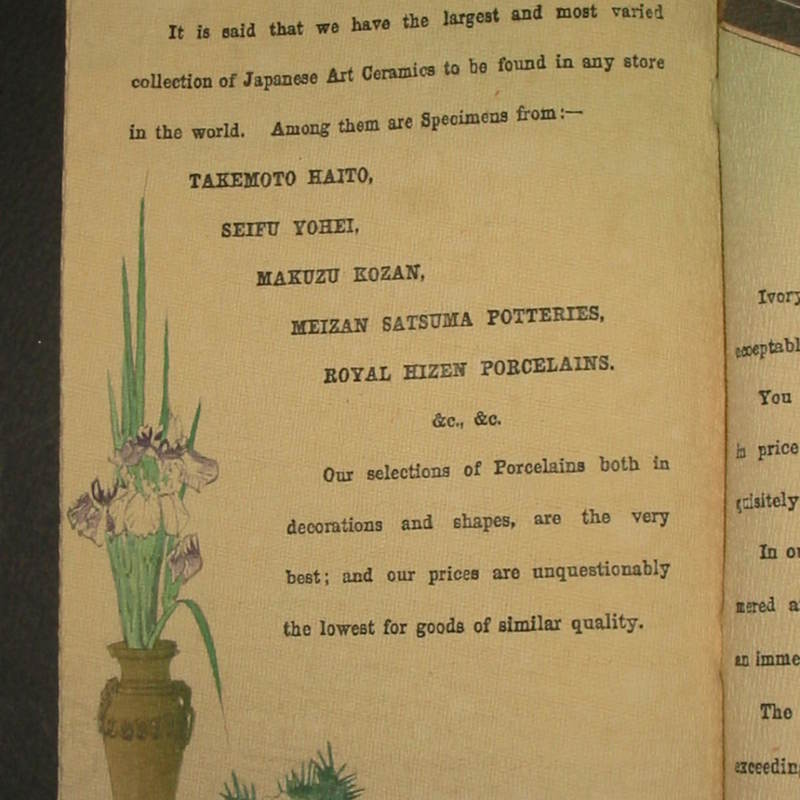 It is said that we have the largest and most varied
collection of Japanese Art Ceramics to be found in any store
in the world. Among them are Specimens from:—
TAKEMOTO HAITO,
SEIFU YOHEI,
MAKUZU KOZAN,
MEIZAN SATSUMA POTTERIES,
ROYAL HIZEN PORCELAINS.
&c., &c.
Our selections of Porcelains both in
decorations and shapes, are the very
best; and our prices are unquestionably
the lowest for goods of similar quality.
Ivory
You
price
In
an
The